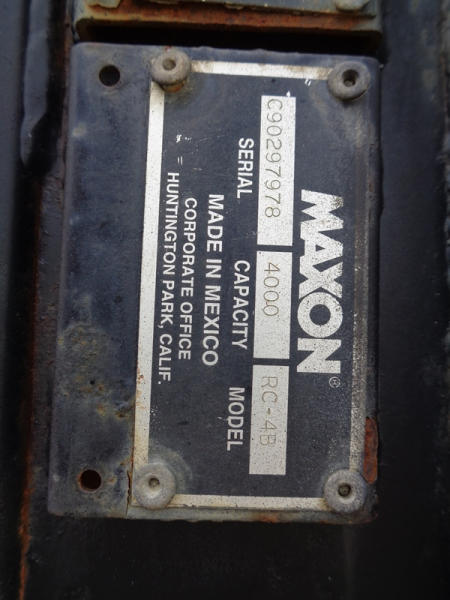 MAXON®
C90297978 4000 RC-4B
SERIAL CAPACITY MODEL
MADE IN MEXICO
CORPORATE OFFICE
HUNTINGTON PARK, CALIF.